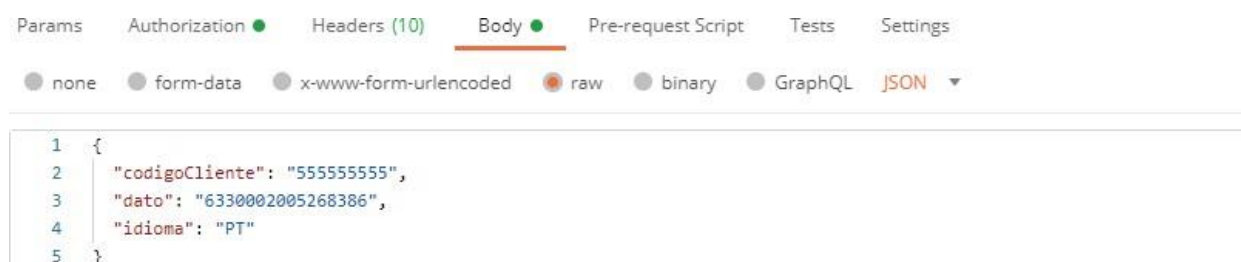 Params Authorization Headers (10) Body Pre-request Script Tests Settings
none form-data x-www-form-urlencoded raw binary GraphQL JSON
1 {
2 "codigoCliente": "555555555",
3 "dato": "6330002005268386",
4 "idioma": "PT"
5 }